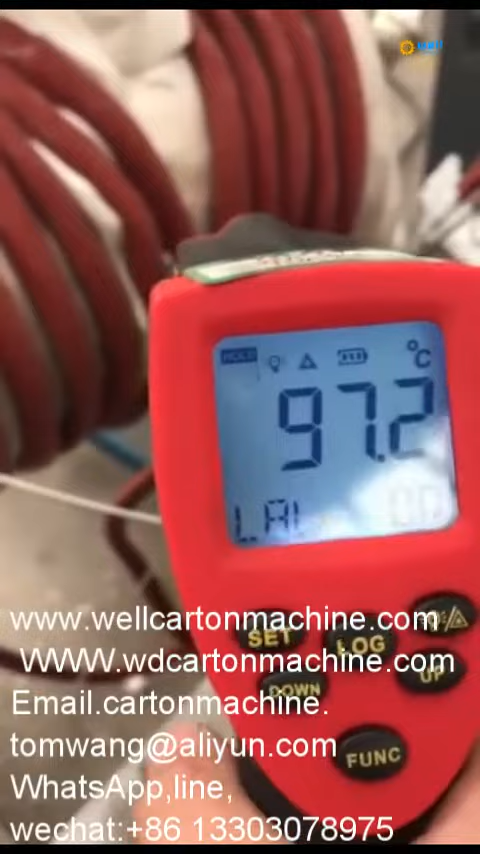 Well
HOLD
°C
97.2
LAL
SET
LOG
DOWN
UP
FUNC
www.wellcartonmachine.com
WWW.wdcartonmachine.com
Email.cartonmachine.
tomwang@aliyun.com
WhatsApp,line,
wechat:+86 13303078975